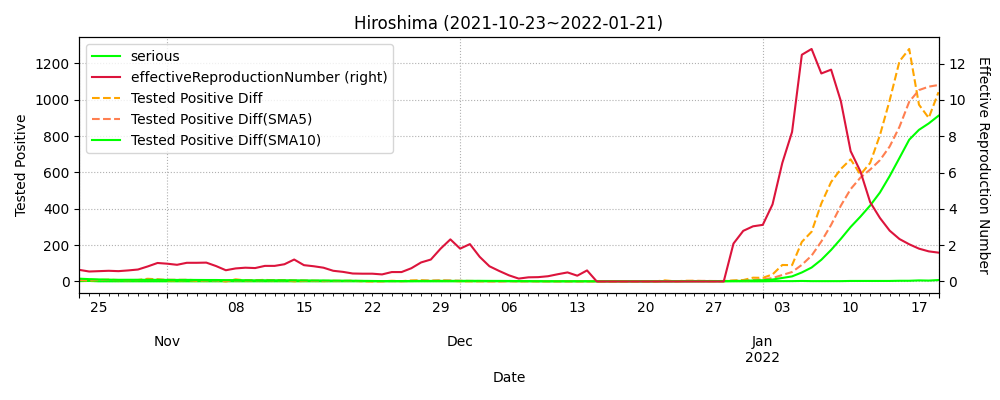 Hiroshima (2021-10-23~2022-01-21)
serious
effectiveReproductionNumber (right)
Tested Positive Diff
Tested Positive Diff(SMA5)
Tested Positive Diff(SMA10)
Tested Positive
1200
1000
800
600
400
200
0
12
10
8
6
4
2
0
Effective Reproduction Number
25 08 15 22 29 06 13 20 27 03 10 17
Nov Dec Jan
2022
Date